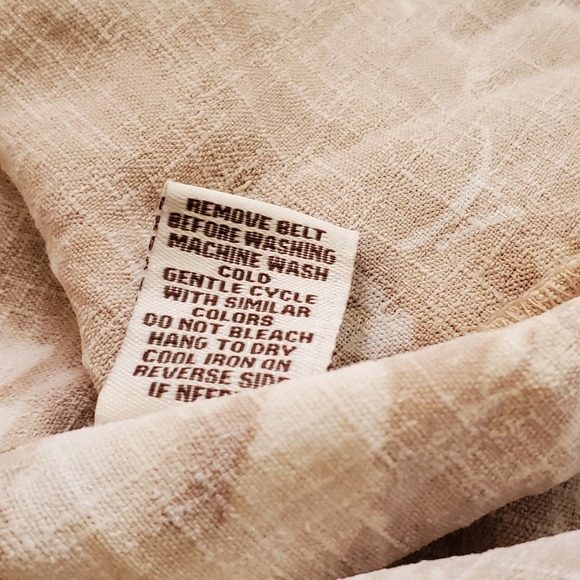 REMOVE BELT
BEFORE WASHING
MACHINE WASH
COLD
GENTLE CYCLE
WITH SIMILAR
COLORS
DO NOT BLEACH
HANG TO DRY
COOL IRON ON
REVERSE SIDE
IF